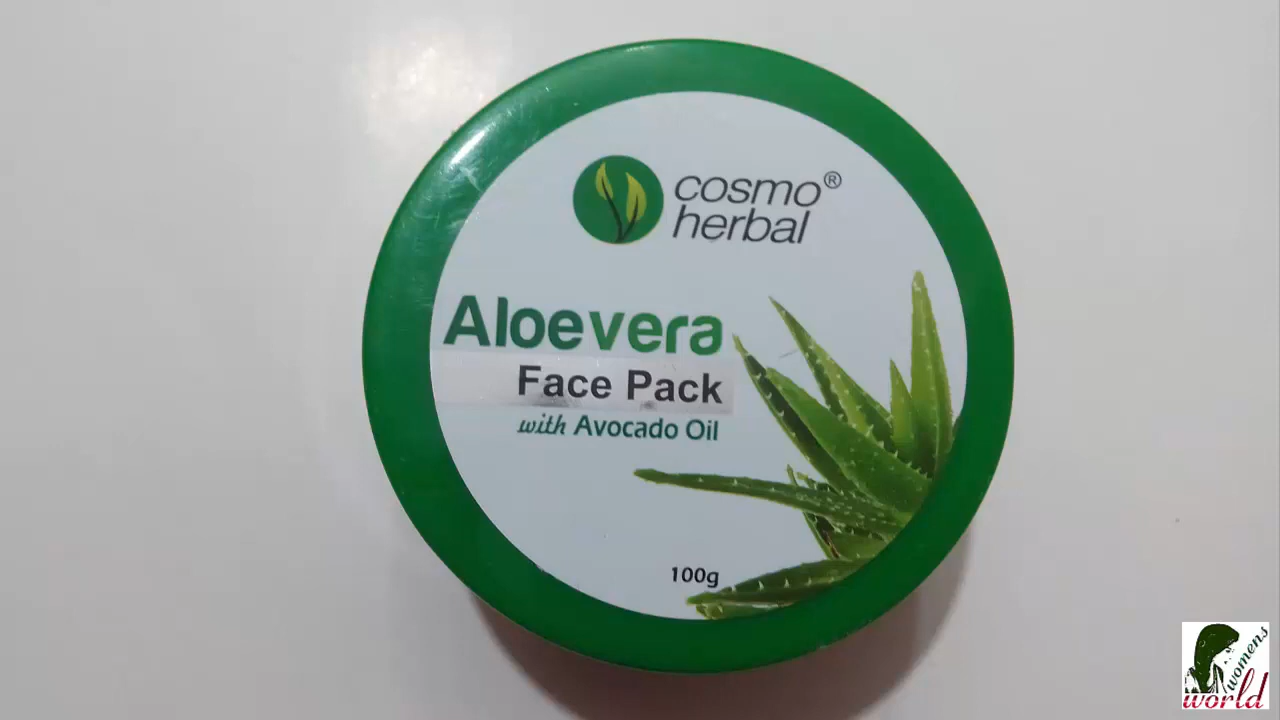 cosmo®
herbal
Aloevera
Face Pack
with Avocado Oil
100g
womens
world